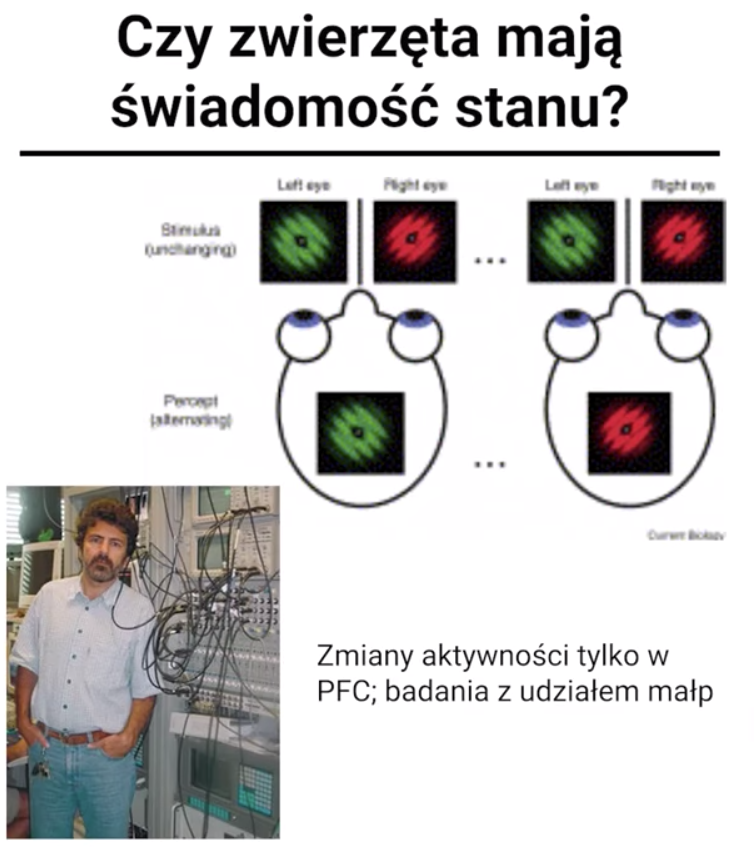 Czy zwierzęta mają
świadomość stanu?
Left eye
Right eye
Left eye
Right eye
Stimulus
(unchanging)
...
Percept
(alternating)
...
Current Biology
Zmiany aktywności tylko w
PFC; badania z udziałem małp